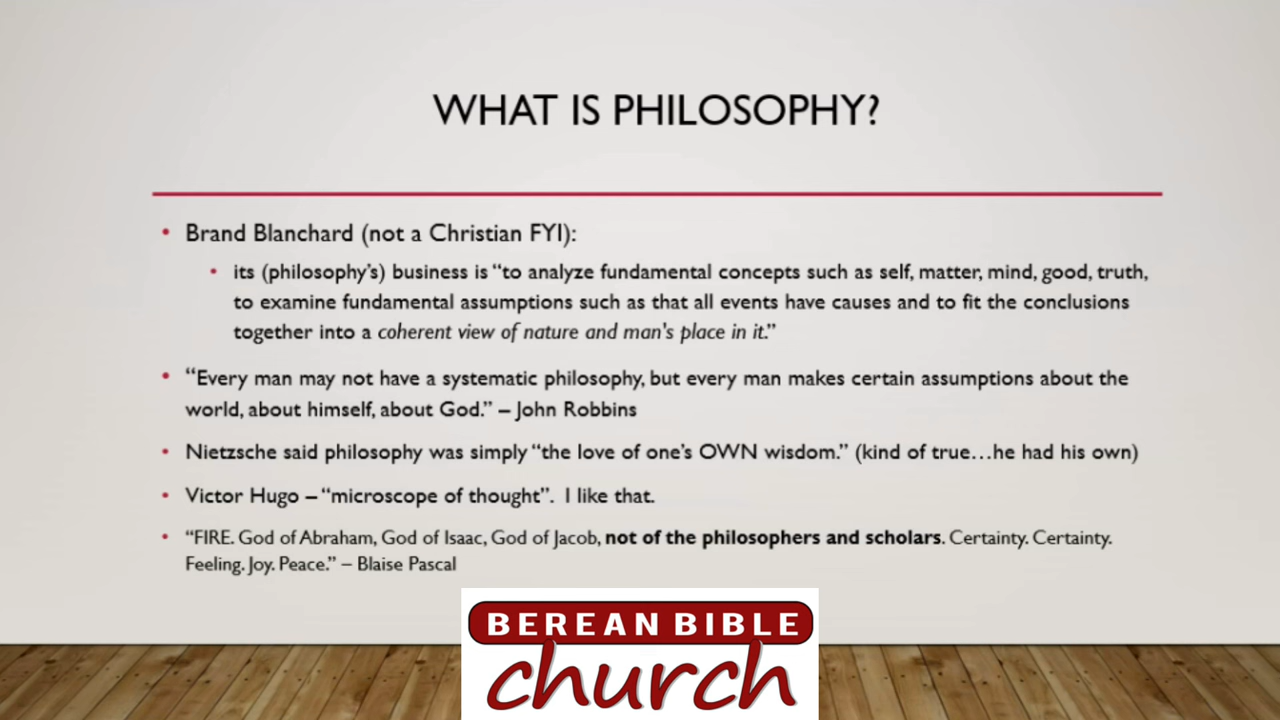 WHAT IS PHILOSOPHY?
• Brand Blanchard (not a Christian FYI):
• its (philosophy's) business is “to analyze fundamental concepts such as self, matter, mind, good, truth,
to examine fundamental assumptions such as that all events have causes and to fit the conclusions
together into a coherent view of nature and man's place in it.”
• “Every man may not have a systematic philosophy, but every man makes certain assumptions about the
world, about himself, about God.” – John Robbins
• Nietzsche said philosophy was simply “the love of one's OWN wisdom.” (kind of true…he had his own)
• Victor Hugo – “microscope of thought”. I like that.
• “FIRE. God of Abraham, God of Isaac, God of Jacob, not of the philosophers and scholars. Certainty. Certainty.
Feeling. Joy. Peace.” – Blaise Pascal
BEREAN BIBLE
church